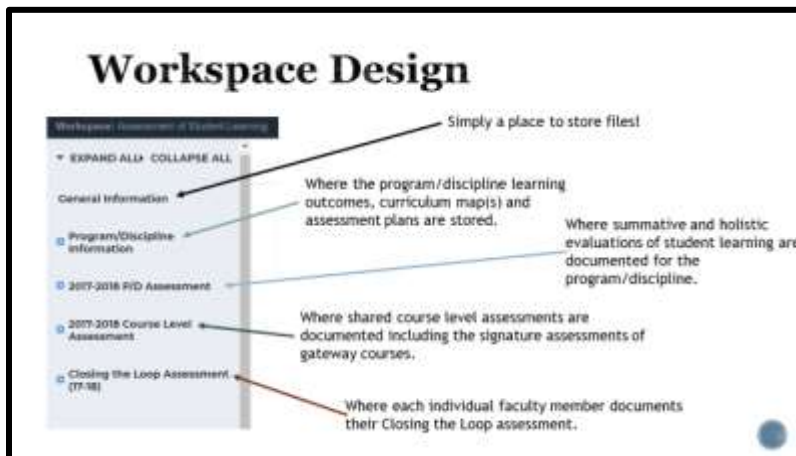 Workspace Design
Workspace: Assessment of Student Learning
EXPAND ALL COLLAPSE ALL
General Information
Program/Discipline
Information
2017-2018 P/D Assessment
2017-2018 Course Level
Assessment
Closing the Loop Assessment
(17-18)
Simply a place to store files!
Where the program/discipline learning
outcomes, curriculum map(s) and
assessment plans are stored.
Where summative and holistic
evaluations of student learning are
documented for the
program/discipline.
Where shared course level assessments are
documented including the signature assessments of
gateway courses.
Where each individual faculty member documents
their Closing the Loop assessment.